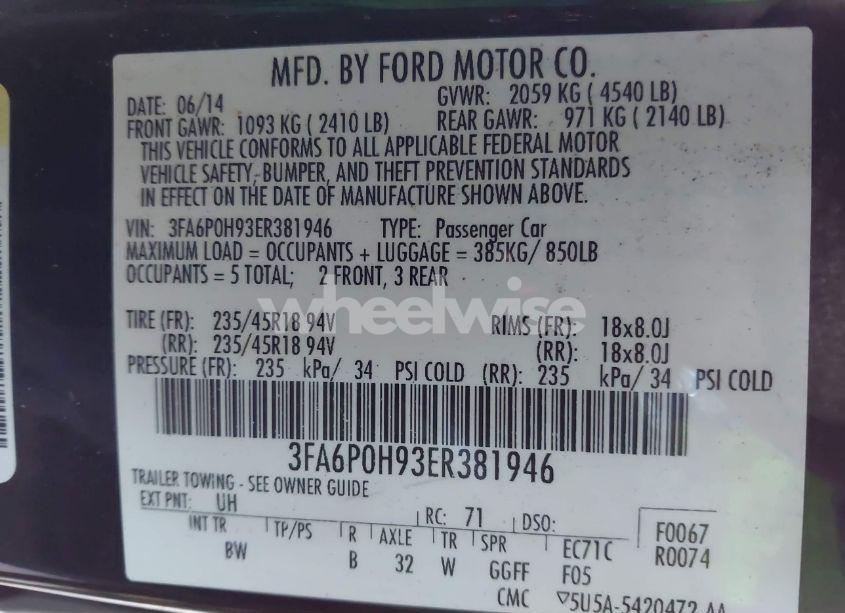 MFD. BY FORD MOTOR CO.
DATE: 06/14 GVWR: 2059 KG ( 4540 LB)
FRONT GAWR: 1093 KG ( 2410 LB) REAR GAWR: 971 KG ( 2140 LB)
THIS VEHICLE CONFORMS TO ALL APPLICABLE FEDERAL MOTOR
VEHICLE SAFETY, BUMPER, AND THEFT PREVENTION STANDARDS
IN EFFECT ON THE DATE OF MANUFACTURE SHOWN ABOVE.
VIN: 3FA6P0H93ER381946 TYPE: Passenger Car
MAXIMUM LOAD = OCCUPANTS + LUGGAGE = 385KG/ 850LB
OCCUPANTS = 5 TOTAL; 2 FRONT, 3 REAR
wheelwise
TIRE (FR): 235/45R18 94V RIMS (FR): 18x8.0J
(RR): 235/45R18 94V (RR): 18x8.0J
PRESSURE (FR): 235 kPa/ 34 PSI COLD (RR): 235 kPa/ 34 PSI COLD
3FA6P0H93ER381946
TRAILER TOWING - SEE OWNER GUIDE
EXT PNT: UH RC: 71 DSO: F0067
INT TR TP/PS R AXLE TR SPR EC71C R0074
BW B 32 W GGFF F05
CMC ▽5U5A-5420472-AA